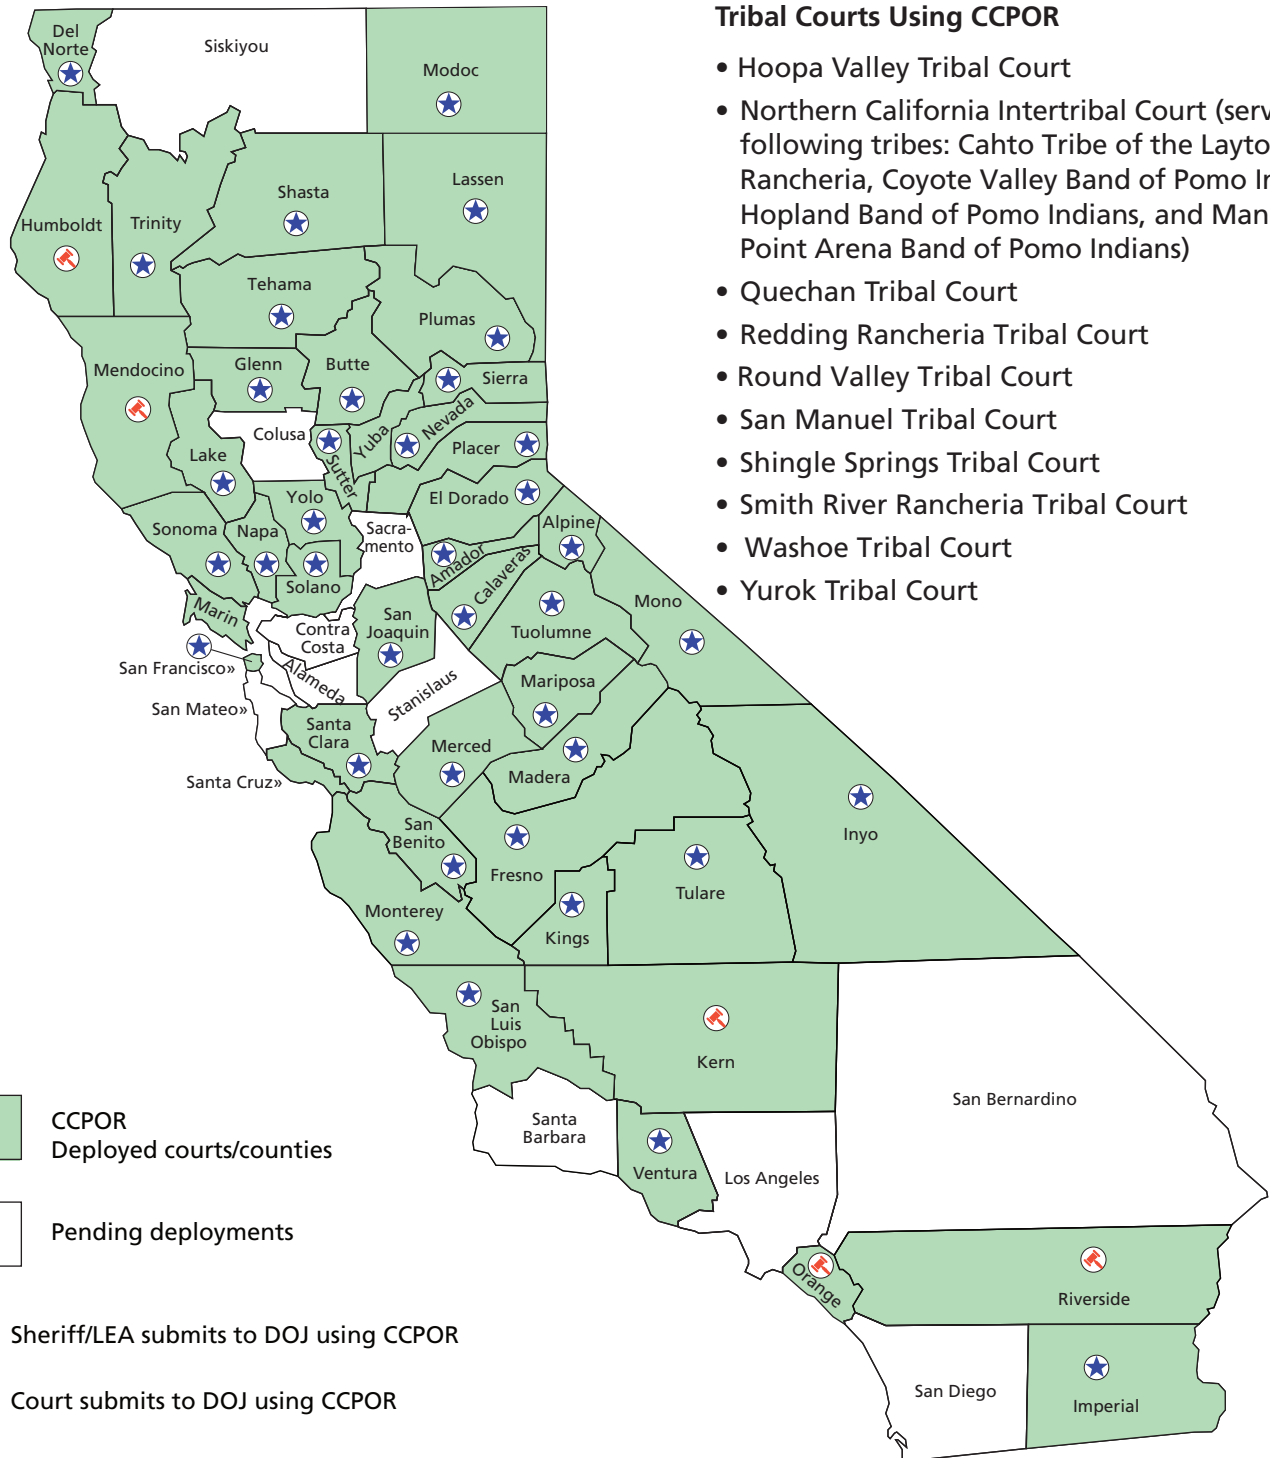 Tribal Courts Using CCPOR
• Hoopa Valley Tribal Court
• Northern California Intertribal Court
following tribes: Cahto Tribe of the
Rancheria, Coyote Valley Band of Pomo
Hopland Band of Pomo Indians, and
Point Arena Band of Pomo Indians)
• Quechan Tribal Court
• Redding Rancheria Tribal Court
• Round Valley Tribal Court
• San Manuel Tribal Court
• Shingle Springs Tribal Court
• Smith River Rancheria Tribal Court
• Washoe Tribal Court
• Yurok Tribal Court
Del
Norte
Siskiyou
Modoc
Humboldt
Trinity
Shasta
Lassen
Tehama
Plumas
Mendocino
Glenn
Butte
Sierra
Colusa
Sutter
Yuba
Nevada
Placer
Lake
Yolo
El Dorado
Sonoma
Napa
Sacra-
mento
Alpine
Solano
Amador
Calaveras
Marin
Contra
Costa
San
Joaquin
Tuolumne
Mono
San Francisco»
Alameda
Stanislaus
Mariposa
San Mateo»
Santa
Clara
Merced
Madera
Santa Cruz»
San
Benito
Fresno
Inyo
Monterey
Kings
Tulare
San
Luis
Obispo
Kern
San Bernardino
Santa
Barbara
Ventura
Los Angeles
Orange
Riverside
San Diego
Imperial
CCPOR
Deployed courts/counties
Pending deployments
Sheriff/LEA submits to DOJ using CCPOR
Court submits to DOJ using CCPOR